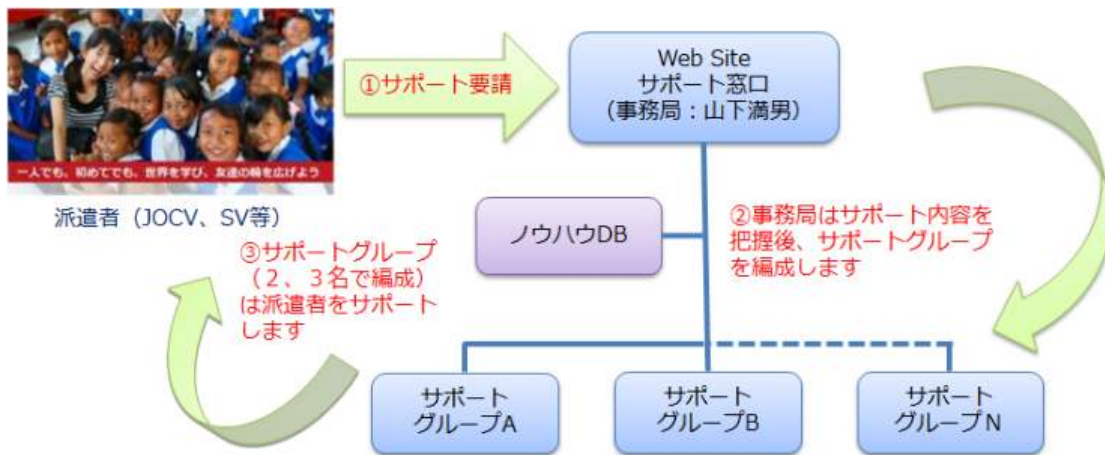 一人でも、初めてでも、世界を学び、友達の輪を広げよう
派遣者（JOCV、SV等）
①サポート要請
Web Site
サポート窓口
（事務局：山下満男）
ノウハウDB
②事務局はサポート内容を
把握後、サポートグループ
を編成します
③サポートグループ
（２、３名で編成）
は派遣者をサポート
します
サポート
グループA
サポート
グループB
サポート
グループN